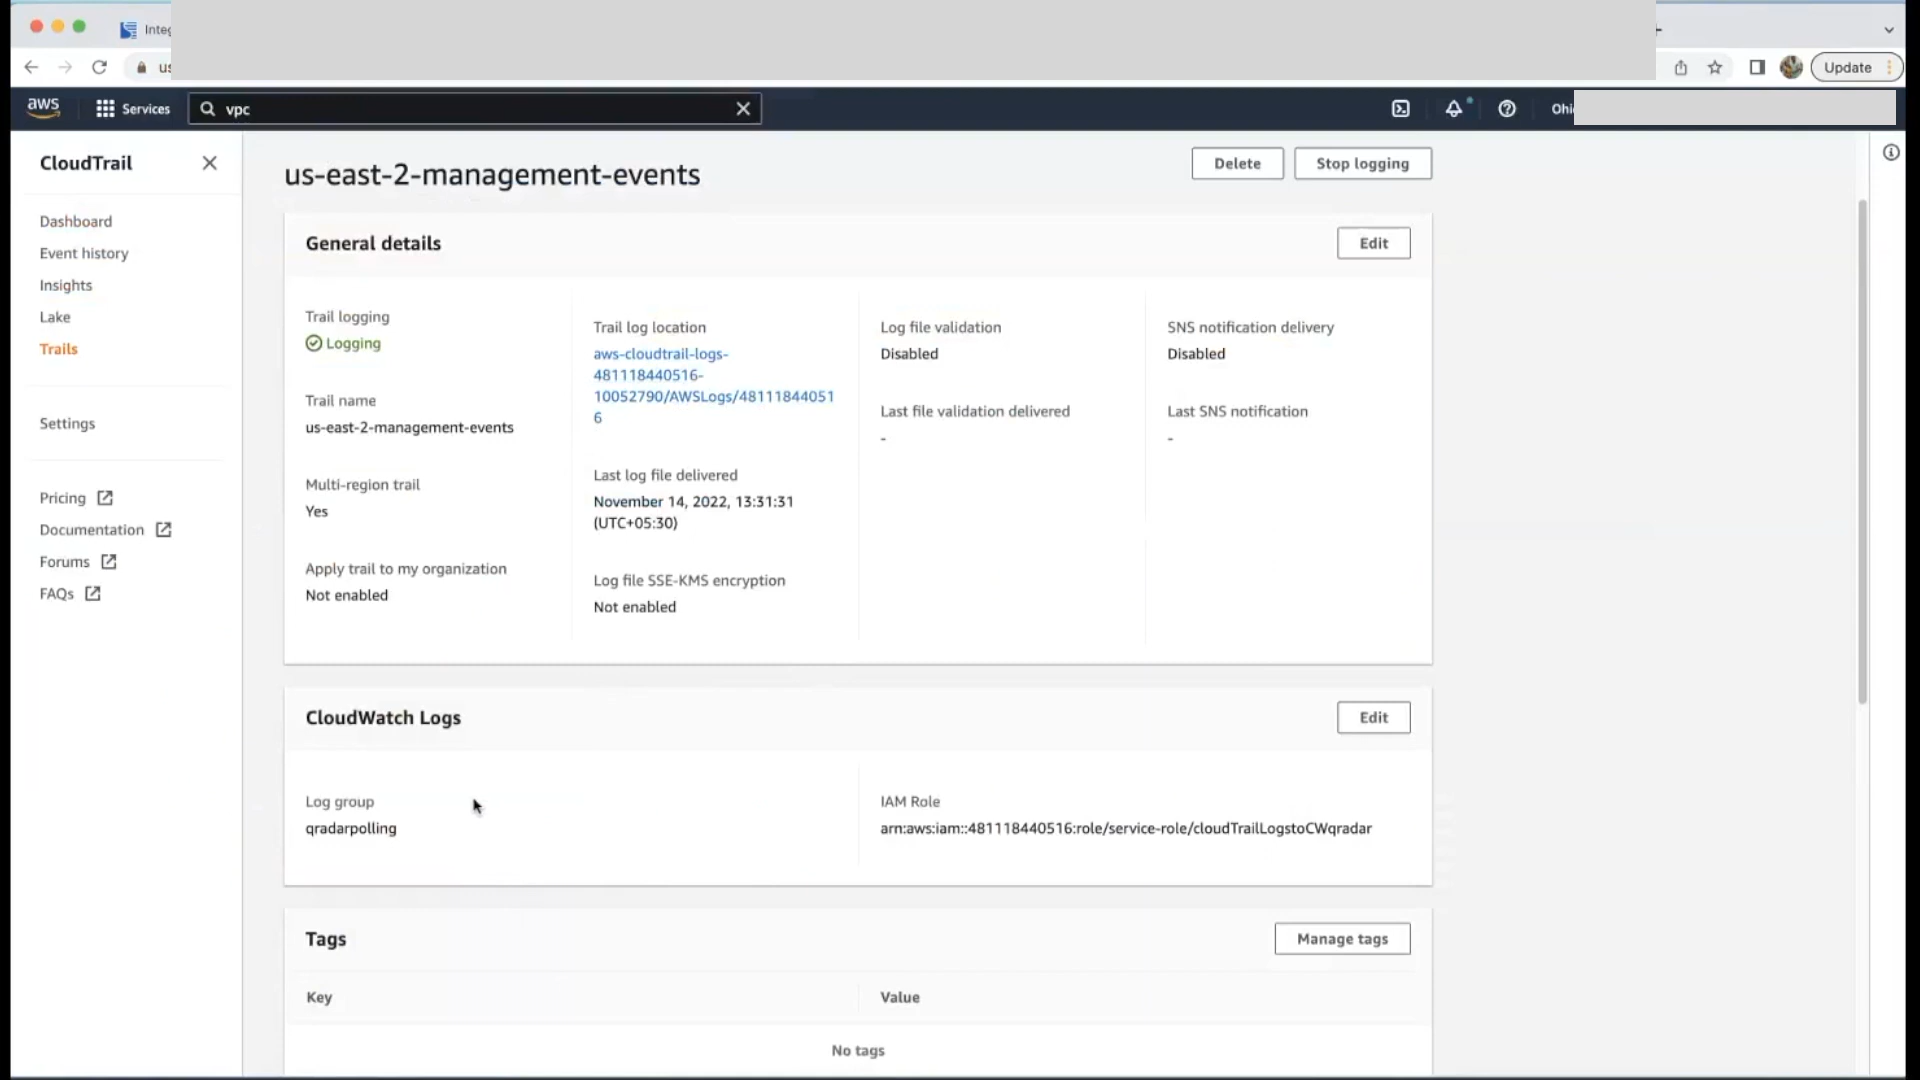 Integ
us
Update
aws
Services
vpc
Ohi
CloudTrail
Dashboard
Event history
Insights
Lake
Trails
Settings
Pricing
Documentation
Forums
FAQs
us-east-2-management-events
Delete
Stop logging
General details
Edit
Trail logging
Logging
Trail name
us-east-2-management-events
Multi-region trail
Yes
Apply trail to my organization
Not enabled
Trail log location
aws-cloudtrail-logs-
481118440516-
10052790/AWSLogs/48111844051
6
Last log file delivered
November 14, 2022, 13:31:31
(UTC+05:30)
Log file SSE-KMS encryption
Not enabled
Log file validation
Disabled
Last file validation delivered
-
SNS notification delivery
Disabled
Last SNS notification
-
CloudWatch Logs
Edit
Log group
qradarpolling
IAM Role
arn:aws:iam::481118440516:role/service-role/cloudTrailLogstoCWqradar
Tags
Manage tags
Key
Value
No tags